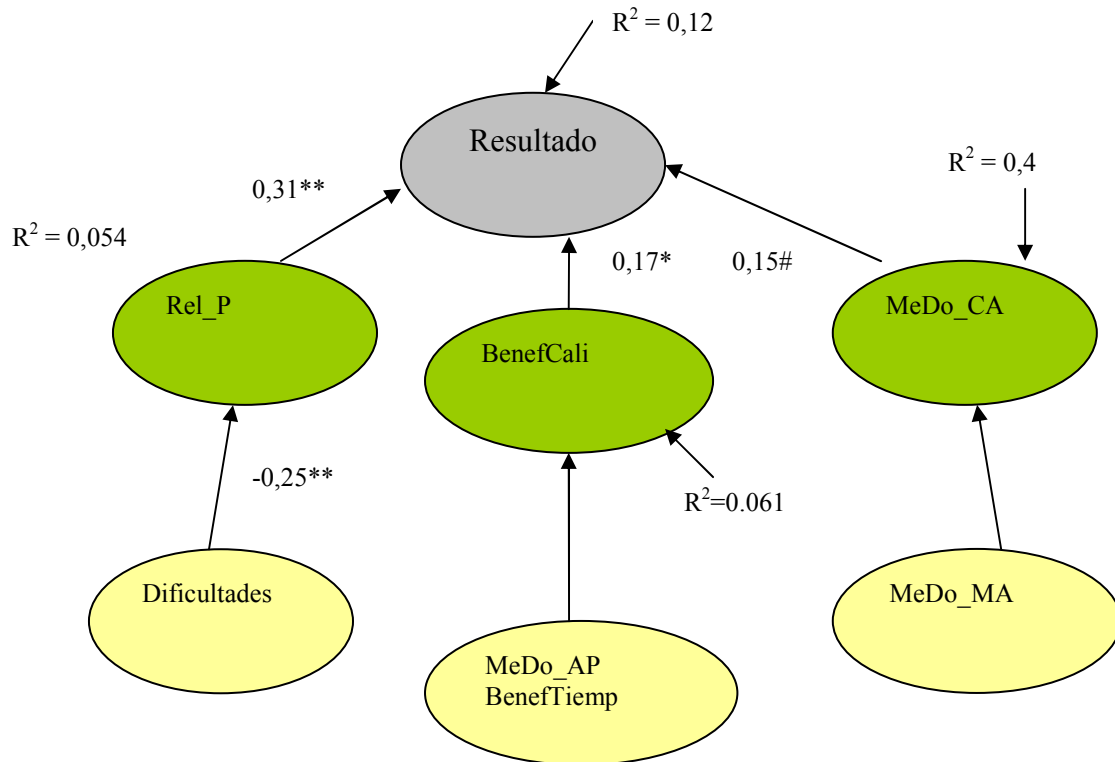 R² = 0,12
Resultado
R² = 0,4
0,31**
R² = 0,054
0,17*
0,15#
Rel_P
MeDo_CA
BenefCali
-0,25**
R²=0.061
Dificultades
MeDo_MA
MeDo_AP
BenefTiemp